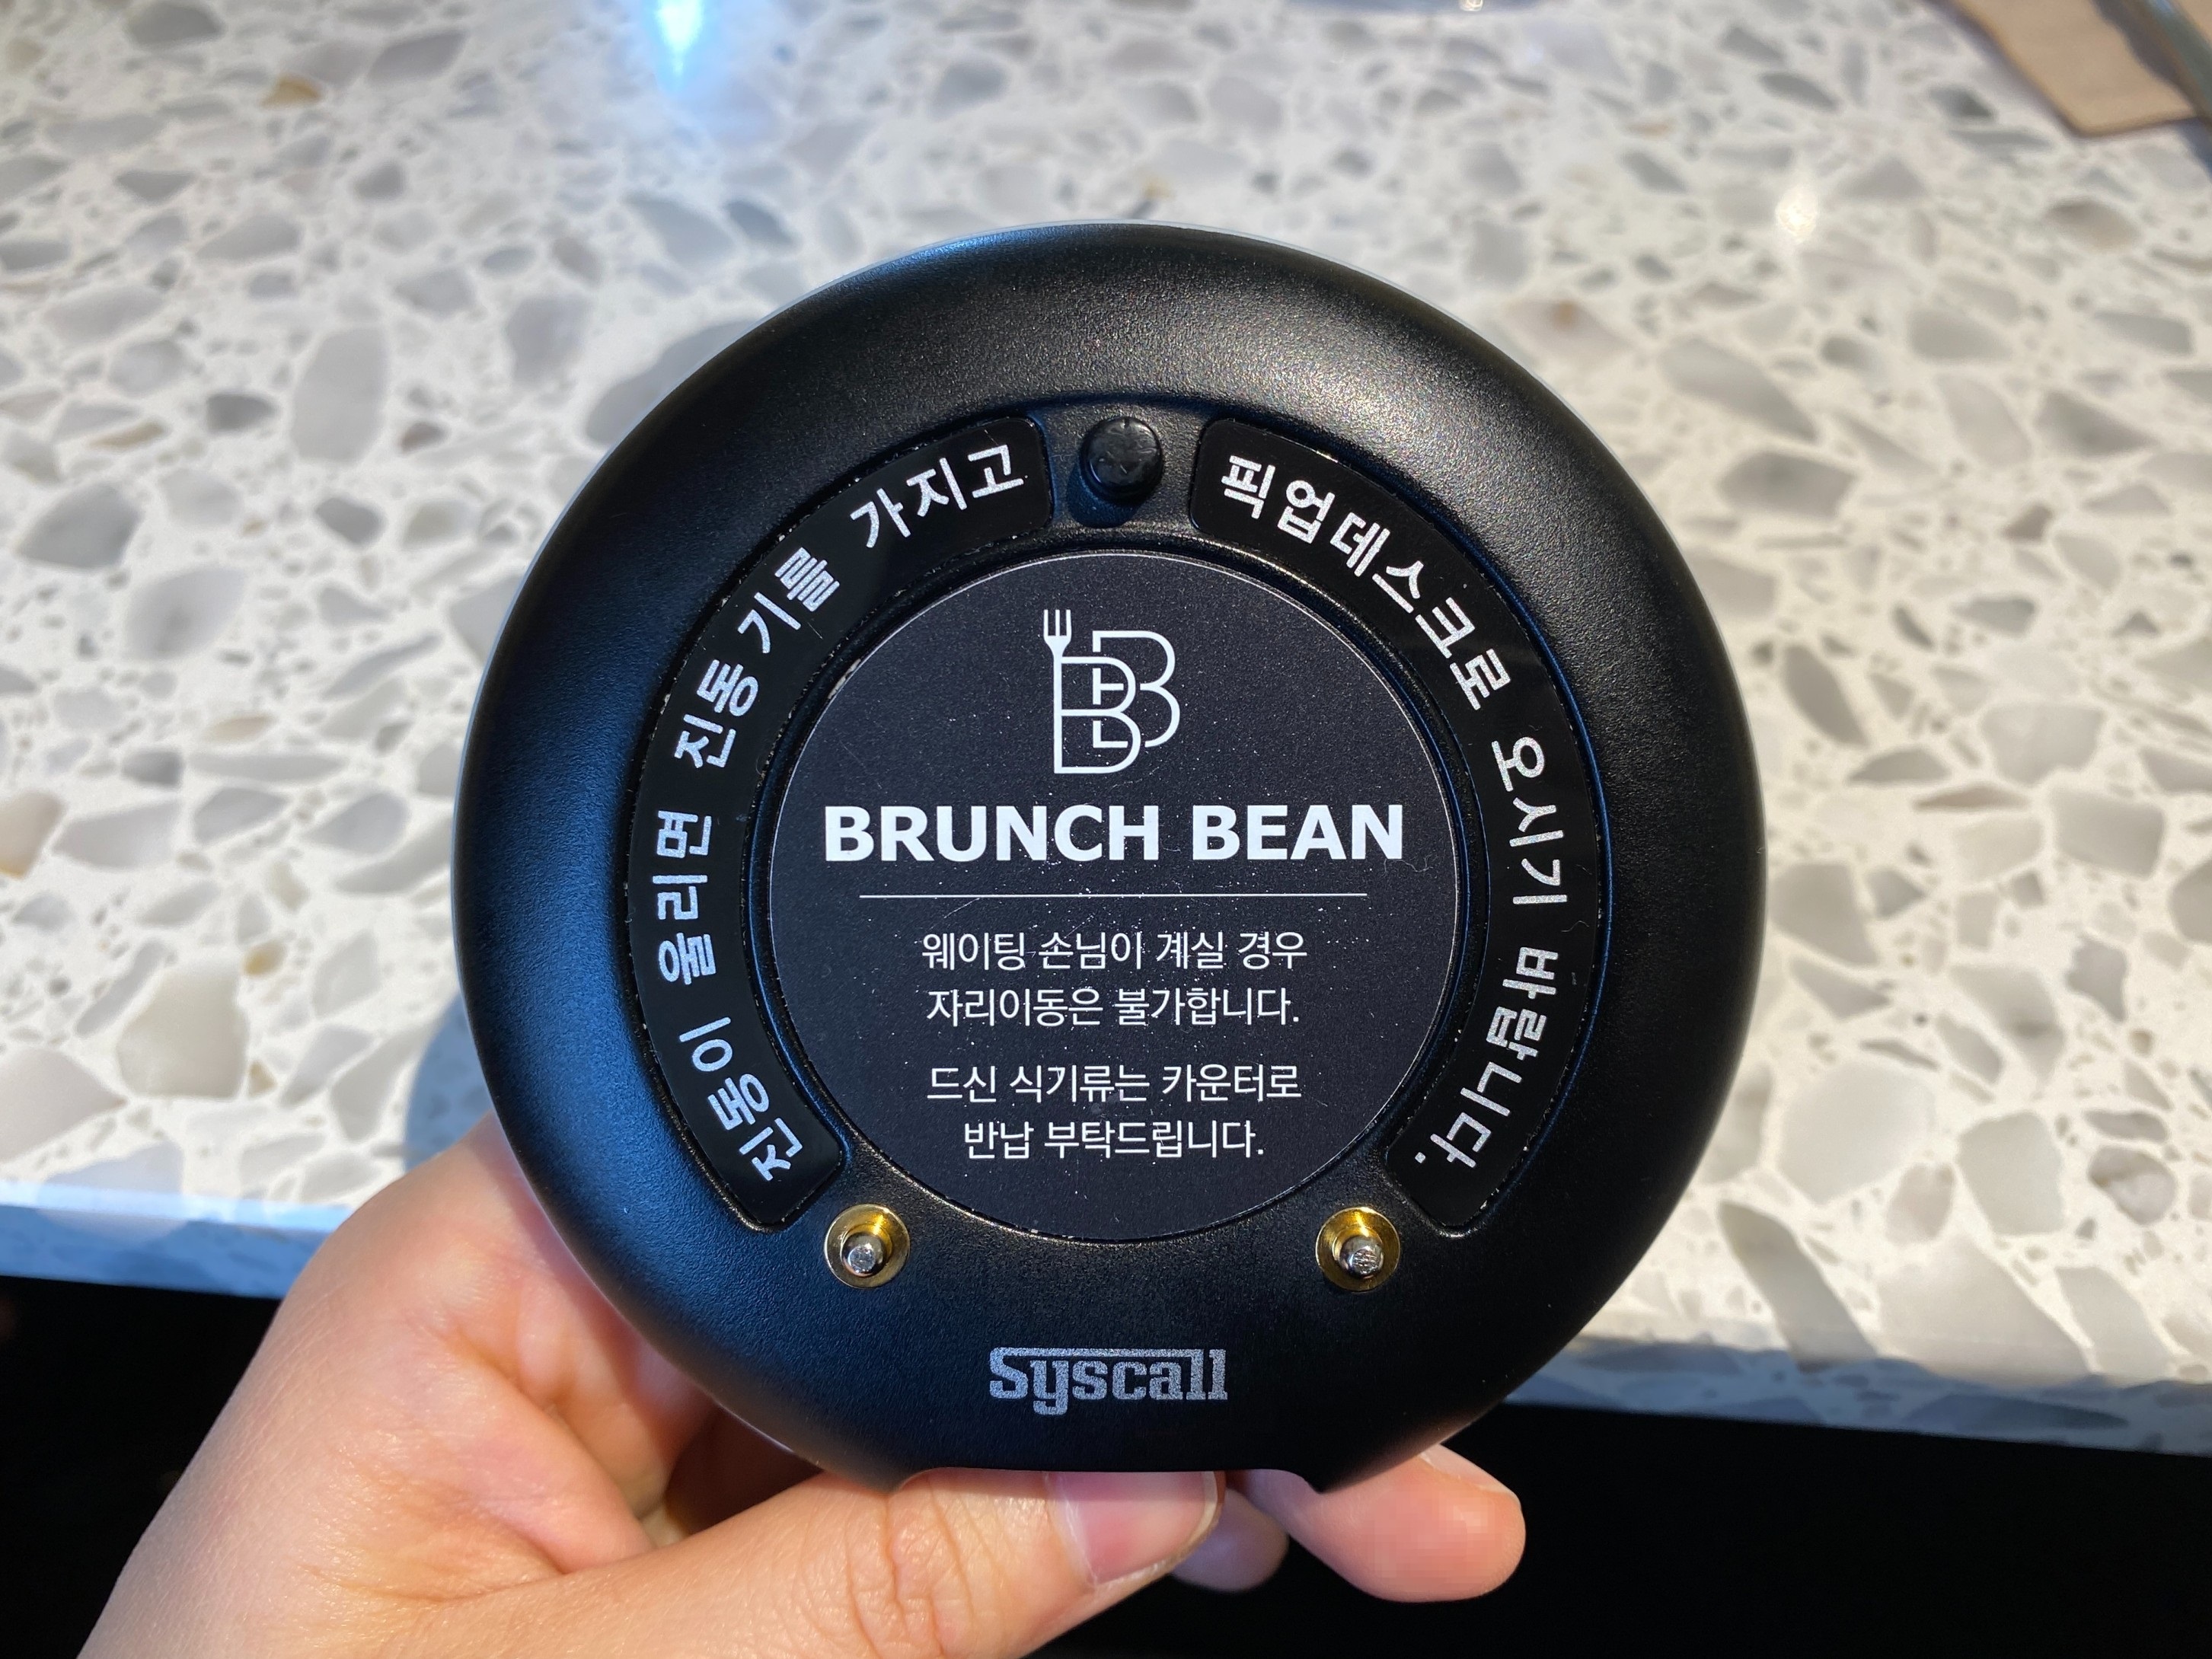 진동이 울리면 진동기를 가지고
픽업데스크로 오시기 바랍니다.
BRUNCH BEAN
웨이팅 손님이 계실 경우
자리이동은 불가합니다.
드신 식기류는 카운터로
반납 부탁드립니다.
Syscall